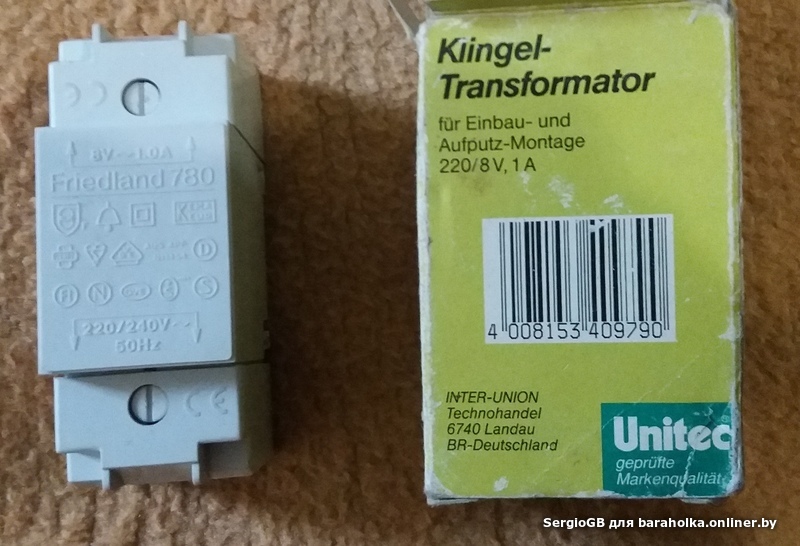 8V~1.0A
Friedland 780
D
N
S
220/240V~
50Hz
CE
Klingel-
Transformator
für Einbau- und
Aufputz-Montage
220/8V, 1A
4 008153 409790
INTER-UNION
Technohandel
6740 Landau
BR-Deutschland
Unitec
geprüfte
Markenqualität
SergioGB для baraholka.onliner.by